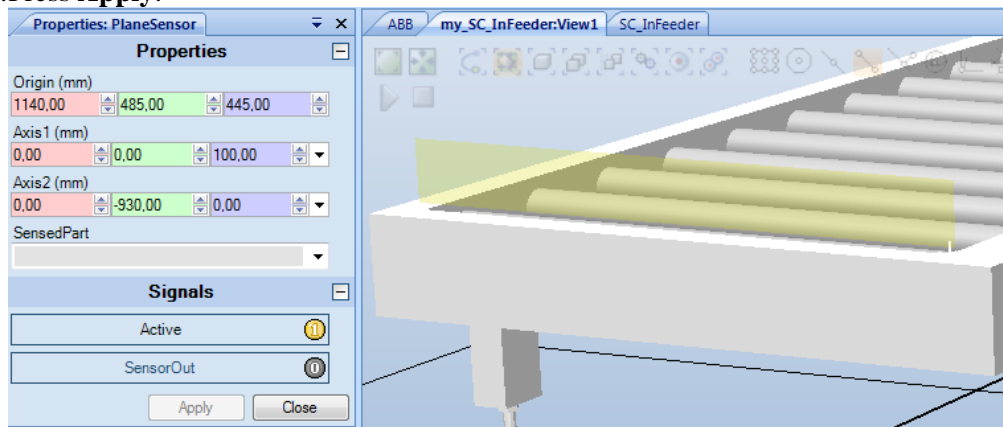 .Press Apply.
Properties: PlaneSensor
ABB my_SC_InFeeder:View1 SC_InFeeder
Properties
Origin (mm)
1140,00 485,00 445,00
Axis1 (mm)
0,00 0,00 100,00
Axis2 (mm)
0,00 -930,00 0,00
SensedPart
Signals
Active 1
SensorOut 0
Apply Close